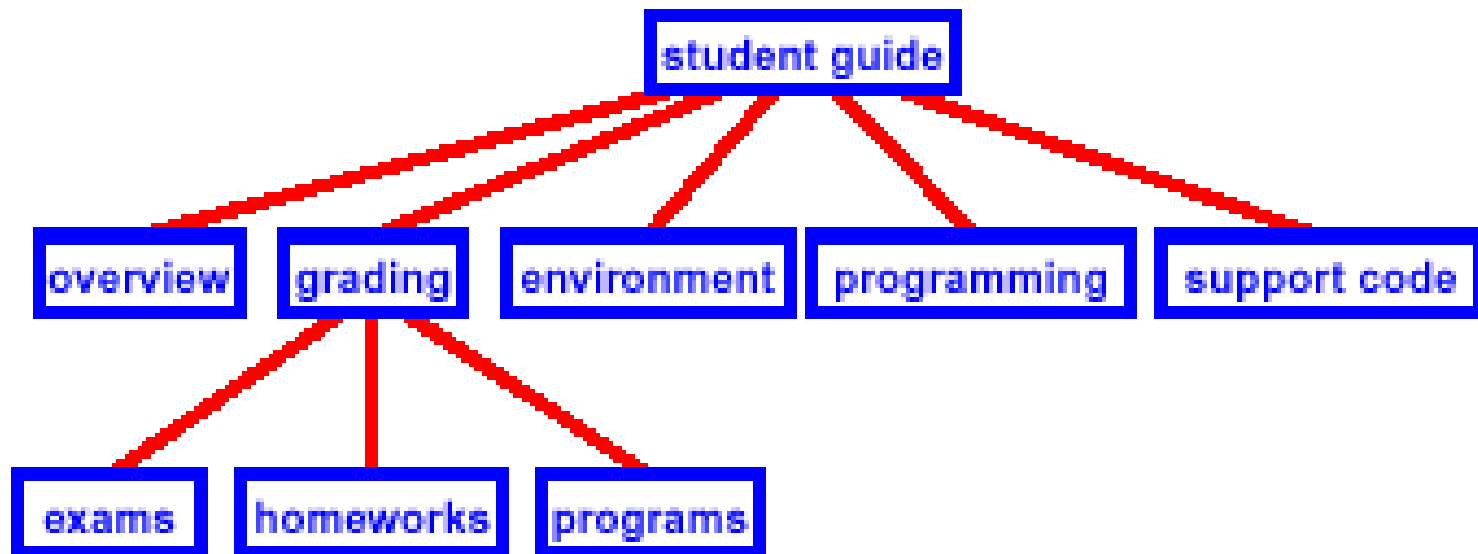 student guide
overview
grading
environment
programming
support code
exams
homeworks
programs